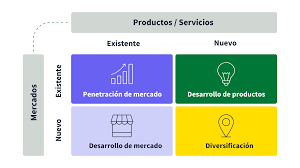 Productos / Servicios
Existente
Nuevo
Mercados
Existente
Penetración de mercado
Desarrollo de productos
Nuevo
Desarrollo de mercado
Diversificación